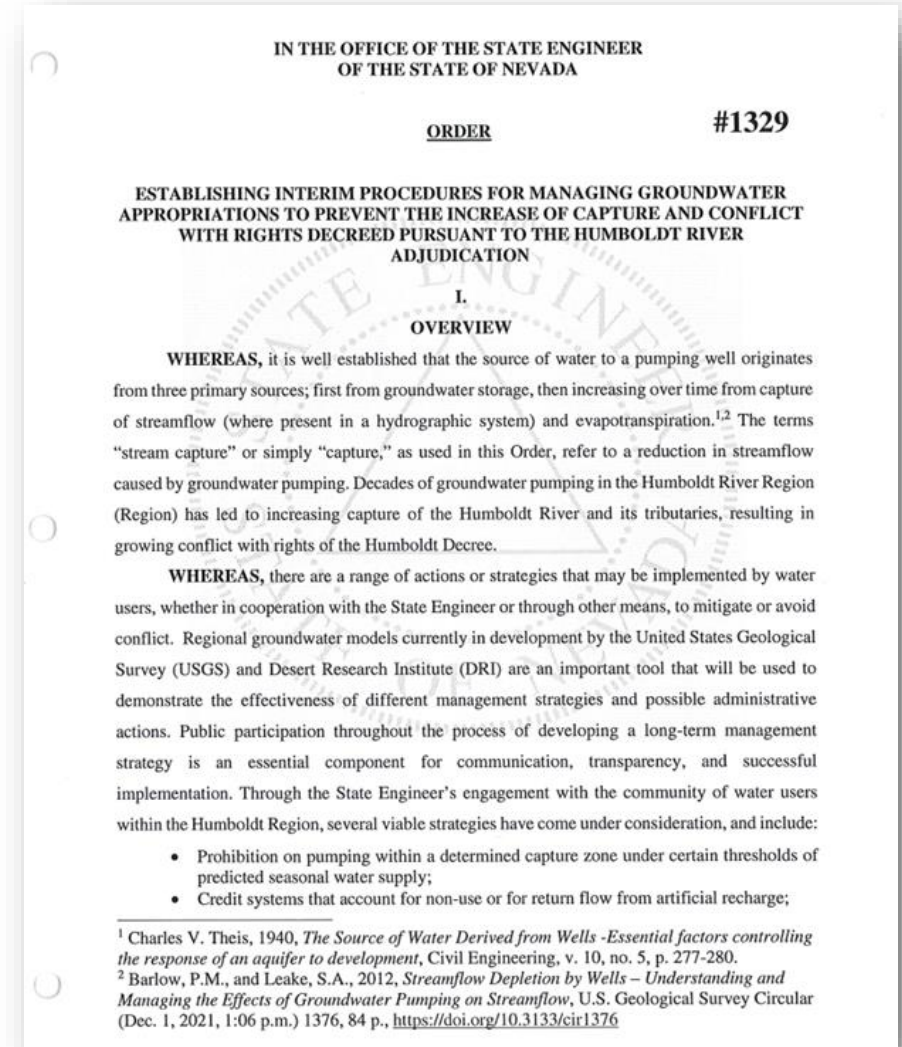 IN THE OFFICE OF THE STATE ENGINEER
OF THE STATE OF NEVADA
ORDER
#1329
ESTABLISHING INTERIM PROCEDURES FOR MANAGING GROUNDWATER
APPROPRIATIONS TO PREVENT THE INCREASE OF CAPTURE AND CONFLICT
WITH RIGHTS DECREED PURSUANT TO THE HUMBOLDT RIVER
ADJUDICATION
I.
OVERVIEW
WHEREAS, it is well established that the source of water to a pumping well originates
from three primary sources; first from groundwater storage, then increasing over time from capture
of streamflow (where present in a hydrographic system) and evapotranspiration.1,2 The terms
“stream capture” or simply “capture,” as used in this Order, refer to a reduction in streamflow
caused by groundwater pumping. Decades of groundwater pumping in the Humboldt River Region
(Region) has led to increasing capture of the Humboldt River and its tributaries, resulting in
growing conflict with rights of the Humboldt Decree.
WHEREAS, there are a range of actions or strategies that may be implemented by water
users, whether in cooperation with the State Engineer or through other means, to mitigate or avoid
conflict. Regional groundwater models currently in development by the United States Geological
Survey (USGS) and Desert Research Institute (DRI) are an important tool that will be used to
demonstrate the effectiveness of different management strategies and possible administrative
actions. Public participation throughout the process of developing a long-term management
strategy is an essential component for communication, transparency, and successful
implementation. Through the State Engineer’s engagement with the community of water users
within the Humboldt Region, several viable strategies have come under consideration, and include:
• Prohibition on pumping within a determined capture zone under certain thresholds of
predicted seasonal water supply;
• Credit systems that account for non-use or for return flow from artificial recharge;
1 Charles V. Theis, 1940, The Source of Water Derived from Wells -Essential factors controlling
the response of an aquifer to development, Civil Engineering, v. 10, no. 5, p. 277-280.
2 Barlow, P.M., and Leake, S.A., 2012, Streamflow Depletion by Wells – Understanding and
Managing the Effects of Groundwater Pumping on Streamflow, U.S. Geological Survey Circular
(Dec. 1, 2021, 1:06 p.m.) 1376, 84 p., https://doi.org/10.3133/cir1376
STATE ENGINEER
OF NEVADA